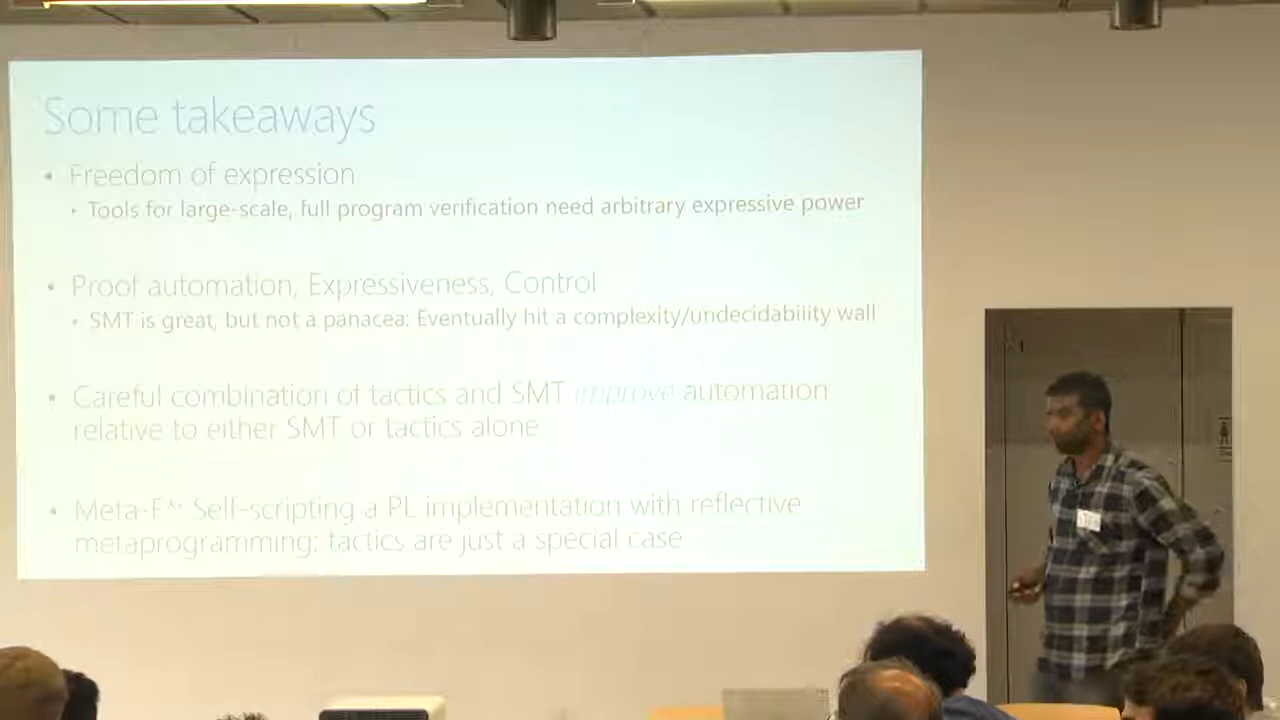 Some takeaways
• Freedom of expression
• Tools for large-scale, full program verification need arbitrary expressive power
• Proof automation, Expressiveness, Control
• SMT is great, but not a panacea: Eventually hit a complexity/undecidability wall
• Careful combination of tactics and SMT improve automation
relative to either SMT or tactics alone
• Meta-F*: Self-scripting a PL implementation with reflective
metaprogramming: tactics are just a special case